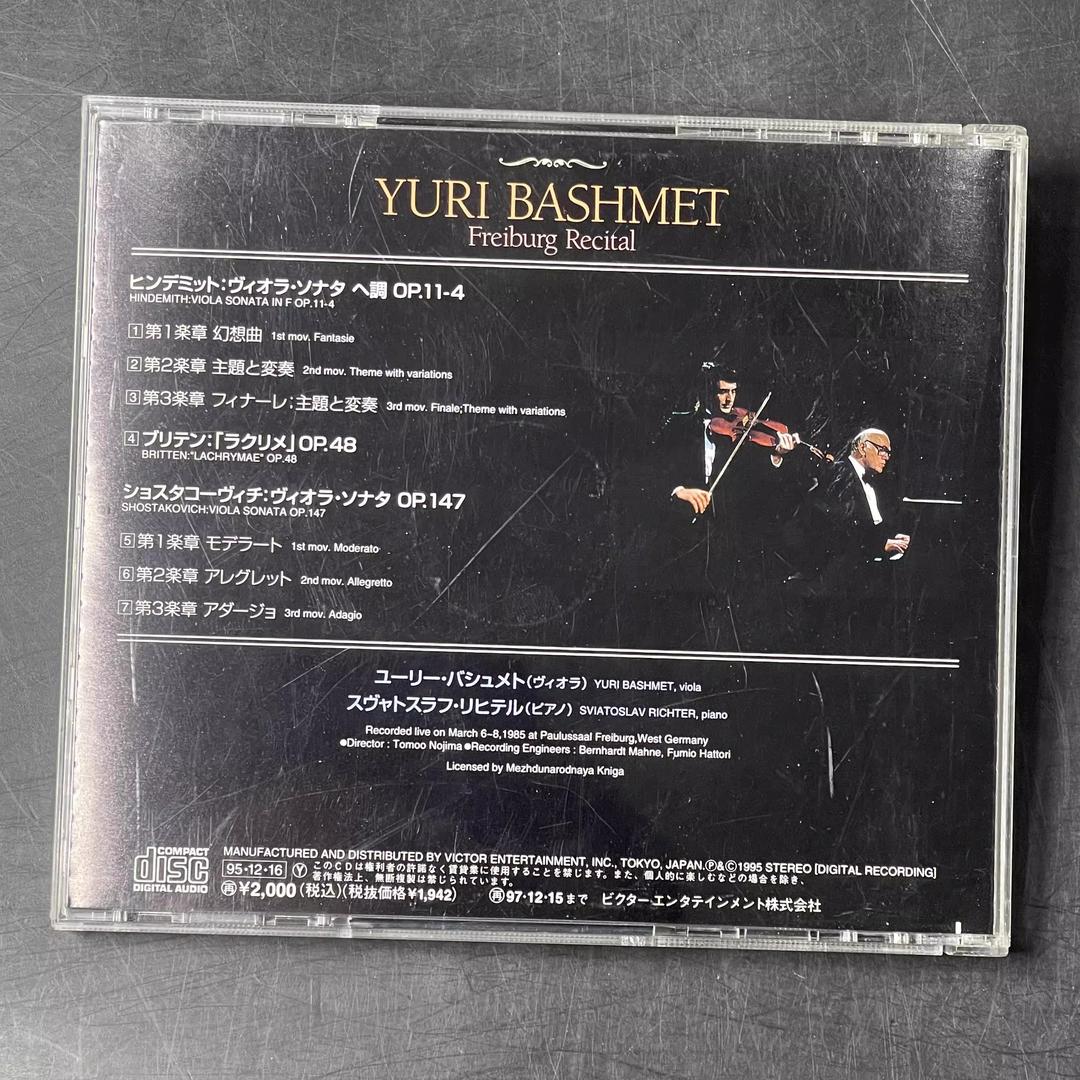 YURI BASHMET
Freiburg Recital
ヒンデミット:ヴィオラ・ソナタ ヘ調 OP.11-4
HINDEMITH:VIOLA SONATA IN F OP.11-4
1 第1楽章 幻想曲 1st mov. Fantasie
2 第2楽章 主題と変奏 2nd mov. Theme with variations
3 第3楽章 フィナーレ;主題と変奏 3rd mov. Finale;Theme with variations
4 ブリテン:「ラクリメ」OP.48
BRITTEN:"LACHRYMAE" OP.48
ショスタコーヴィチ:ヴィオラ・ソナタ OP.147
SHOSTAKOVICH:VIOLA SONATA OP.147
5 第1楽章 モデラート 1st mov. Moderato
6 第2楽章 アレグレット 2nd mov. Allegretto
7 第3楽章 アダージョ 3rd mov. Adagio
ユーリー・バシュメト(ヴィオラ) YURI BASHMET, viola
スヴャトスラフ・リヒテル(ピアノ) SVIATOSLAV RICHTER, piano
Recorded live on March 6~8,1985 at Paulussaal Freiburg,West Germany
●Director : Tomoo Nojima ●Recording Engineers : Bernhardt Mahne, Fumio Hattori
Licensed by Mezhdunarodnaya Kniga
COMPACT
disc
DIGITAL AUDIO
MANUFACTURED AND DISTRIBUTED BY VICTOR ENTERTAINMENT, INC., TOKYO, JAPAN.Ⓟ&Ⓒ1995 STEREO [DIGITAL RECORDING]
95・12・16 Ⓨ このCDは権利者の許諾なく賃貸業に使用することを禁じます。また、個人的に楽しむなどの場合を除き、
著作権法上、無断複製は禁じられています。
再 ¥2,000(税込)(税抜価格¥1,942) 再 97・12・15まで ビクターエンタテインメント株式会社